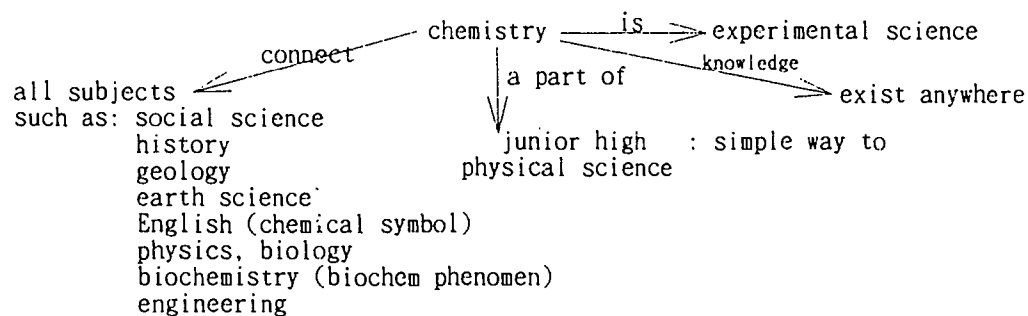 chemistry is experimental science
connect
a part of
knowledge
all subjects
exist anywhere
such as: social science
history
junior high : simple way to
physical science
geology
earth science
English (chemical symbol)
physics, biology
biochemistry (biochem phenomen)
engineering